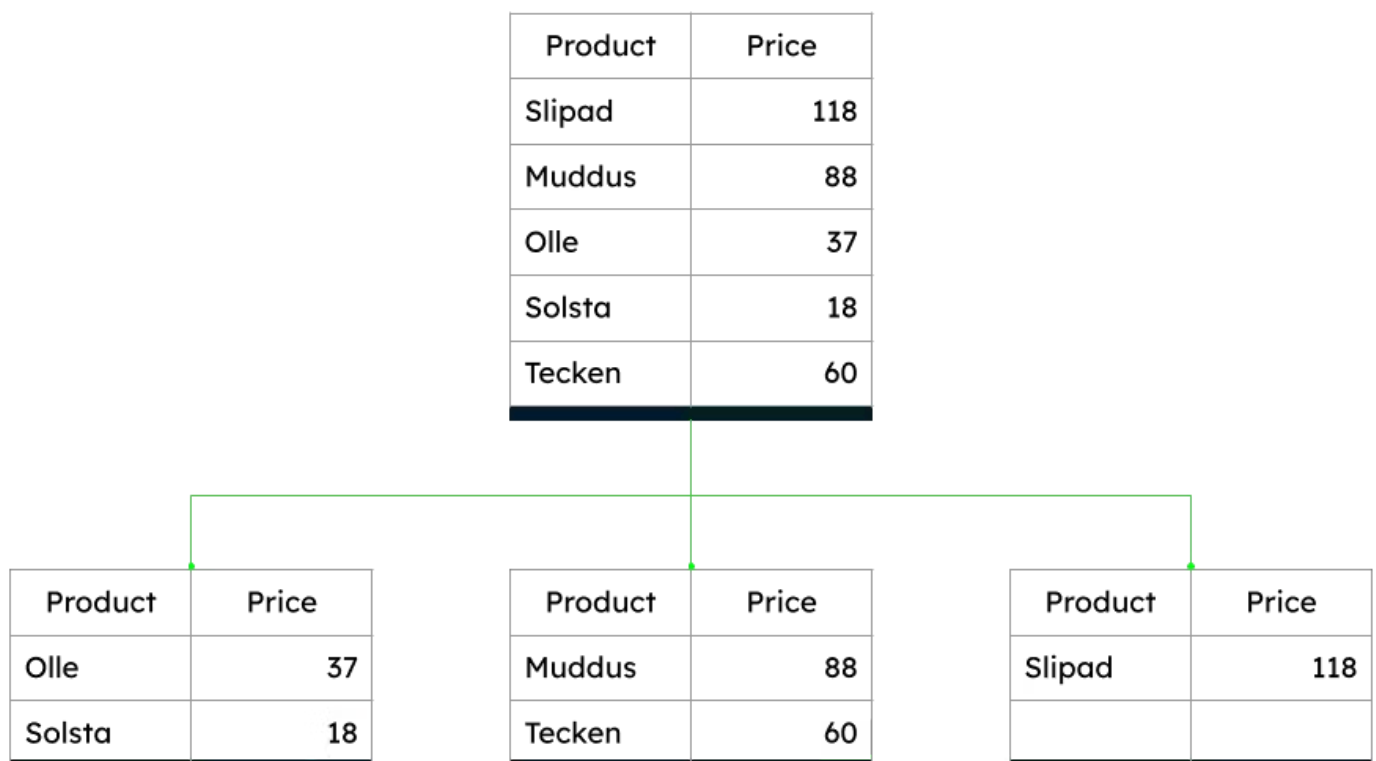 Product Price
Slipad 118
Muddus 88
Olle 37
Solsta 18
Tecken 60
Product Price
Olle 37
Solsta 18
Product Price
Muddus 88
Tecken 60
Product Price
Slipad 118